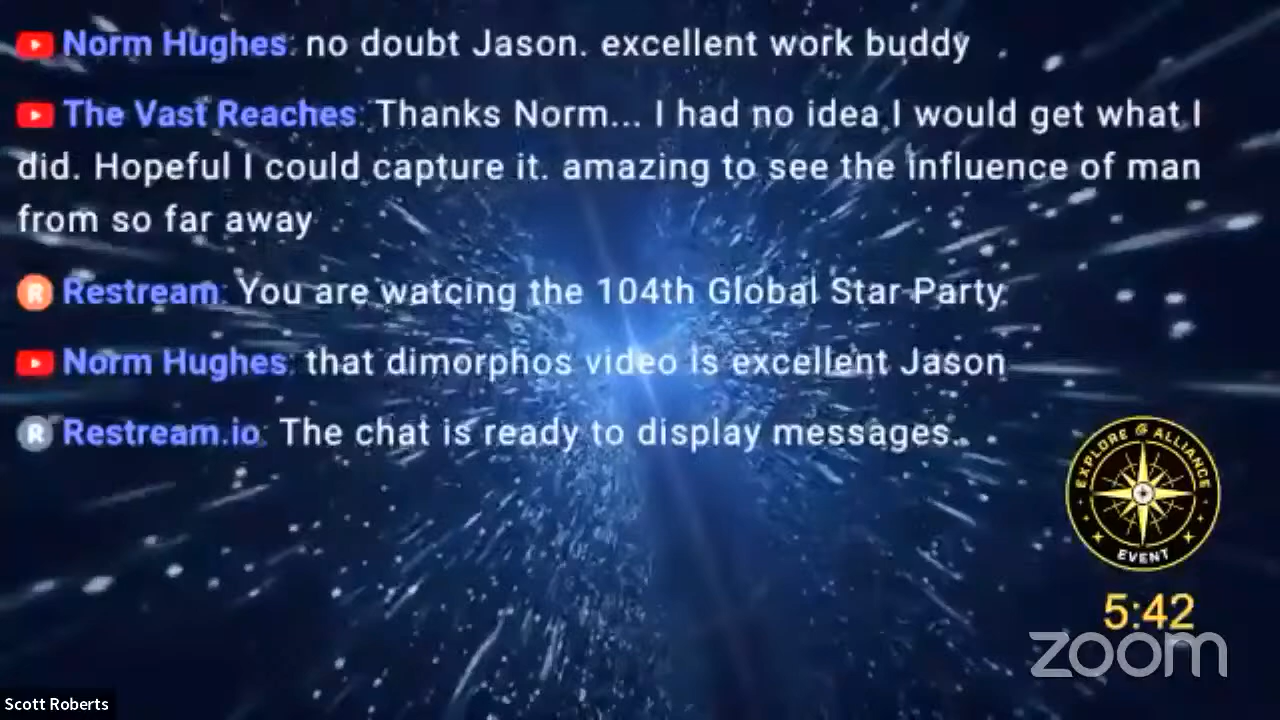 Norm Hughes: no doubt Jason. excellent work buddy
The Vast Reaches: Thanks Norm... I had no idea I would get what I
did. Hopeful I could capture it. amazing to see the influence of man
from so far away
R Restream: You are watcing the 104th Global Star Party
Norm Hughes: that dimorphos video is excellent Jason
R Restream.io: The chat is ready to display messages..
EXPLORE ALLIANCE
EVENT
5:42
zoom
Scott Roberts